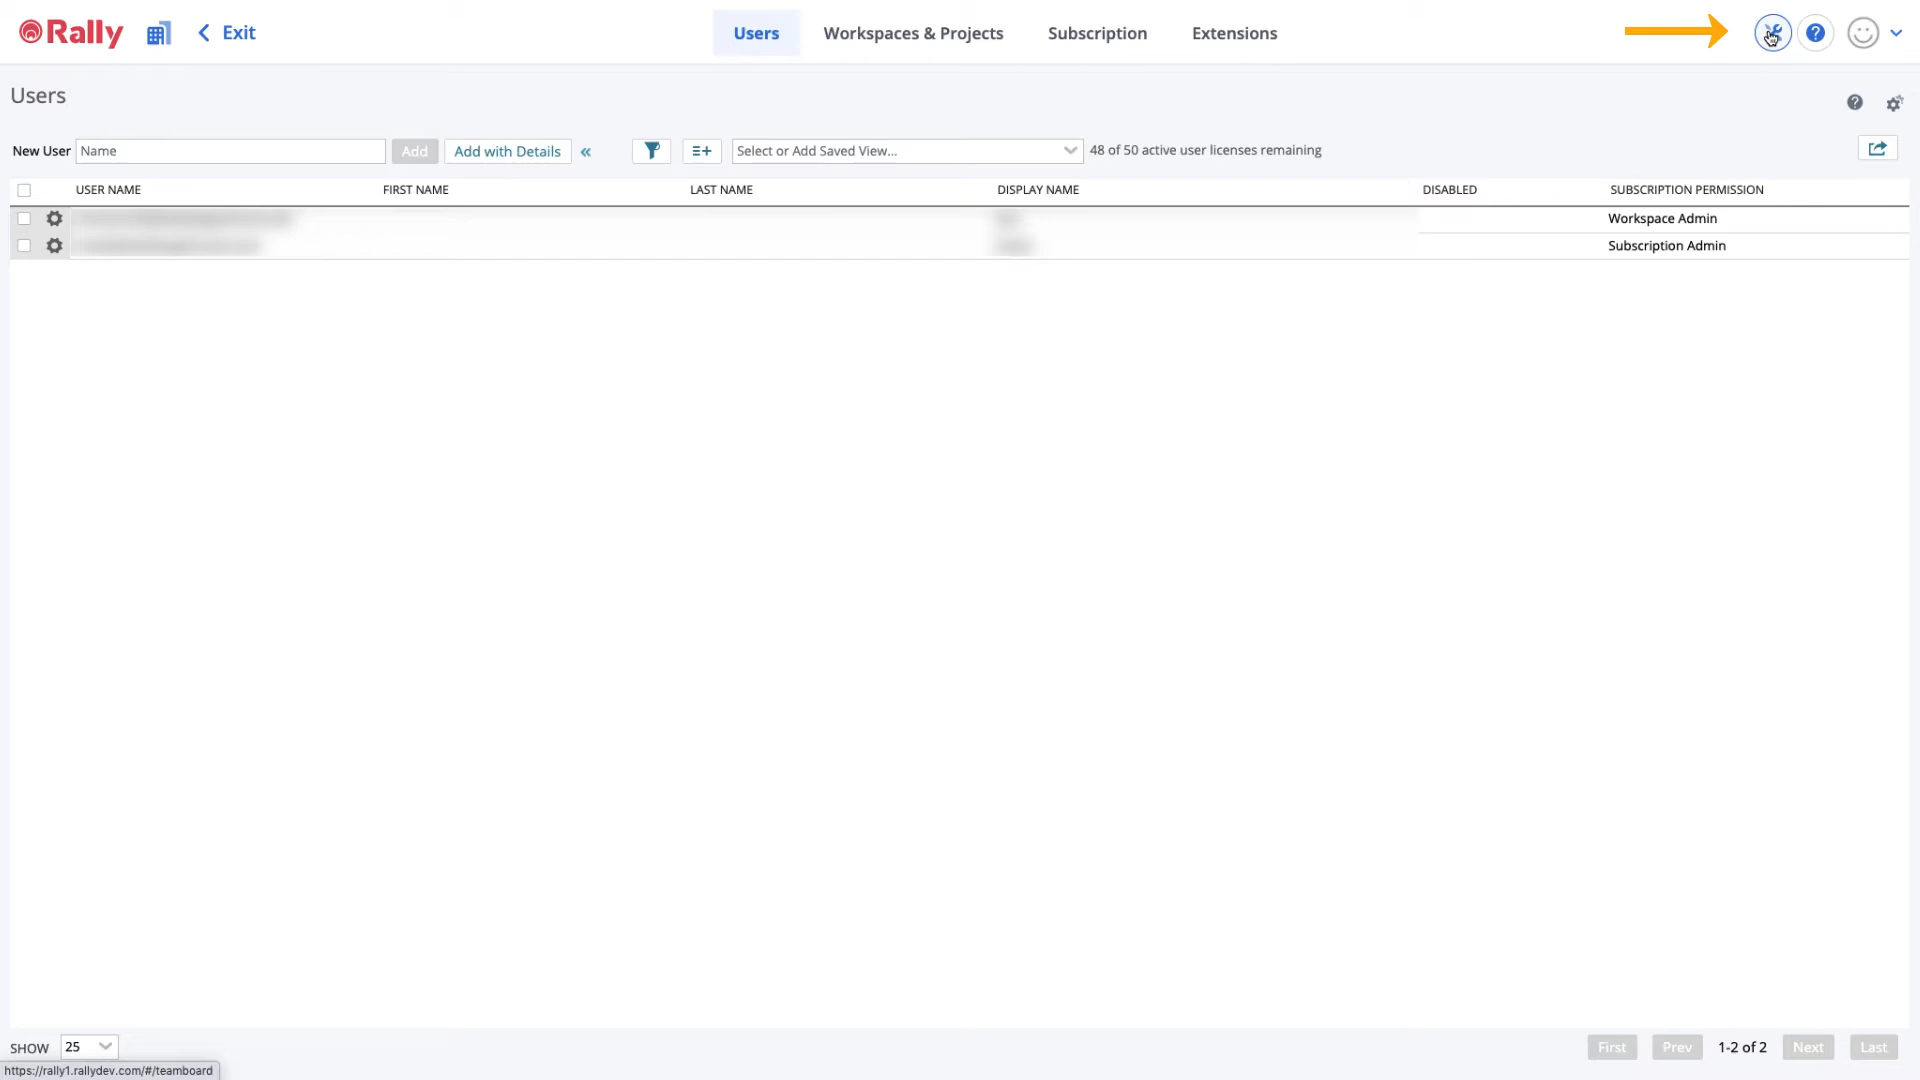 Rally
Exit
Users
Workspaces & Projects
Subscription
Extensions
Users
New User
Name
Add
Add with Details
«
Select or Add Saved View...
48 of 50 active user licenses remaining
USER NAME
FIRST NAME
LAST NAME
DISPLAY NAME
DISABLED
SUBSCRIPTION PERMISSION
Workspace Admin
Subscription Admin
SHOW
25
First
Prev
1-2 of 2
Next
Last
https://rally1.rallydev.com/#/teamboard